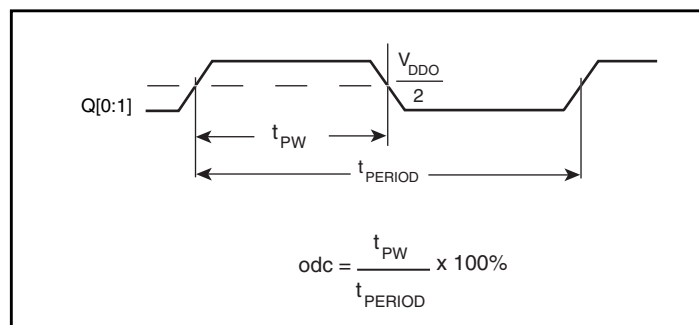 V_DDO
2
Q[0:1]
t_PW
t_PERIOD
odc = t_PW / t_PERIOD x 100%